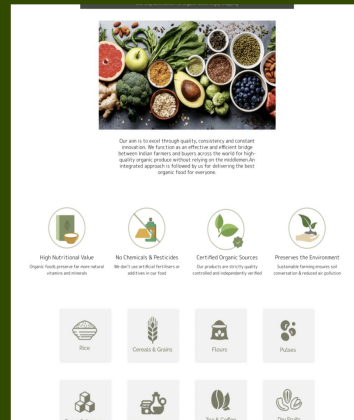 Our aim is to excel through quality, consistency and constant
innovation. We function as an effective and efficient bridge
between Indian farmers and buyers across the world for high-
quality organic produce without relying on the middlemen.An
integrated approach is followed by us for delivering the best
organic food for everyone.
High Nutritional Value
Organic foods preserve far more natural
vitamins and minerals
No Chemicals & Pesticides
We don't use artificial fertilisers or
additives in our food
Certified Organic Sources
Our products are strictly quality
controlled and independently verified
Preserves the Environment
Sustainable farming ensures soil
conservation & reduced air pollution
Rice
Cereals & Grains
Flours
Pulses
Tea & Coffee
Dry Fruits